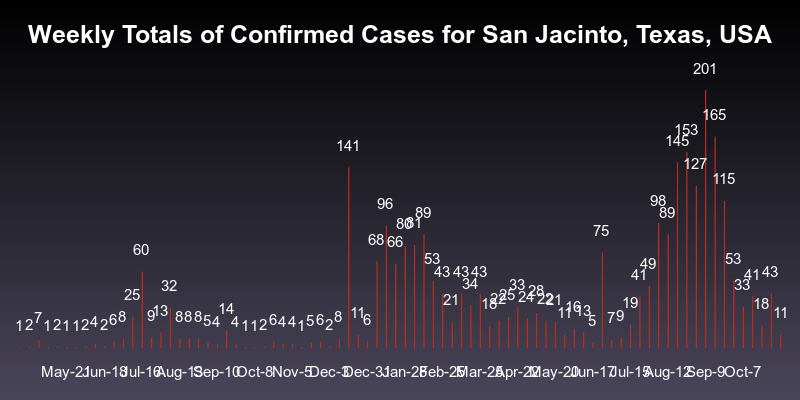 Weekly Totals of Confirmed Cases for San Jacinto, Texas, USA
1 2 7 1 2 1 1 2 4 2 6 8 25 60 9 13 32 8 8 8 5 4 14 4 1 1 2 6 4 4 1 5 6 2 8 141 11 6 68 96 66 80 81 89 53 43 21 43 34 43 18 22 25 33 24 28 22 21 11 16 13 5 75 7 9 19 41 49 98 89 145 153 127 201 165 115 53 33 41 18 43 11
May-21 Jun-18 Jul-16 Aug-13 Sep-10 Oct-8 Nov-5 Dec-3 Dec-31 Jan-28 Feb-25 Mar-25 Apr-22 May-20 Jun-17 Jul-15 Aug-12 Sep-9 Oct-7